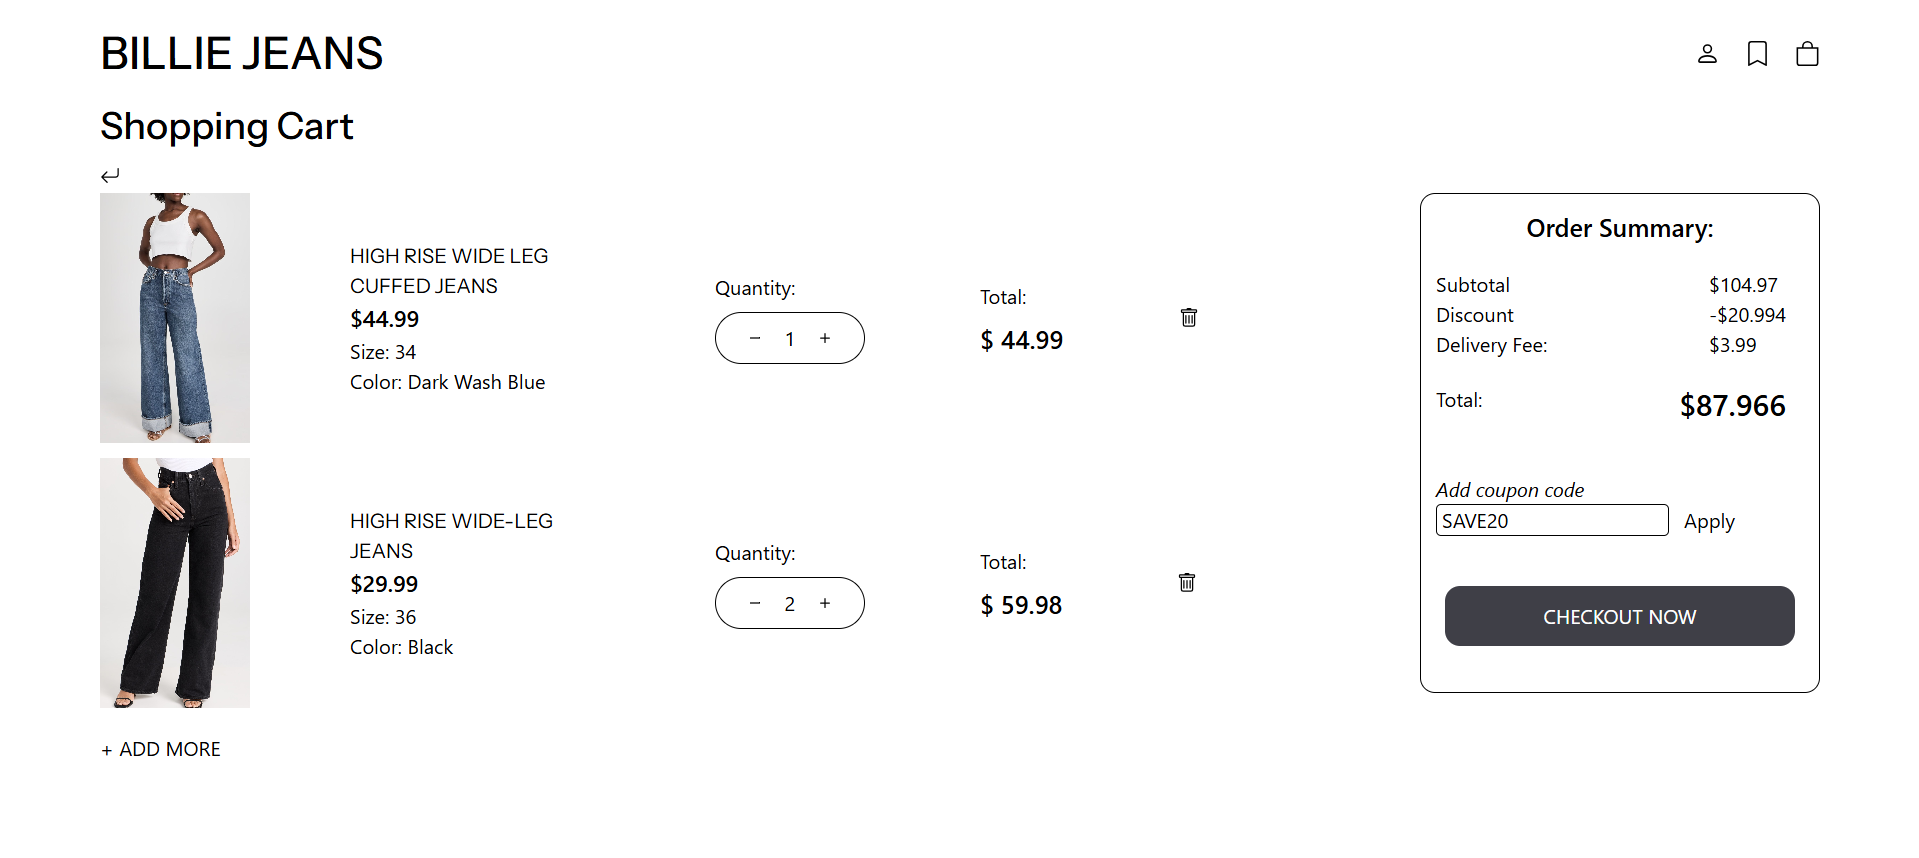 BILLIE JEANS
Shopping Cart
HIGH RISE WIDE LEG
CUFFED JEANS
$44.99
Size: 34
Color: Dark Wash Blue
Quantity:
− 1 +
Total:
$ 44.99
HIGH RISE WIDE-LEG
JEANS
$29.99
Size: 36
Color: Black
Quantity:
− 2 +
Total:
$ 59.98
+ ADD MORE
Order Summary:
Subtotal $104.97
Discount -$20.994
Delivery Fee: $3.99
Total: $87.966
Add coupon code
SAVE20 Apply
CHECKOUT NOW